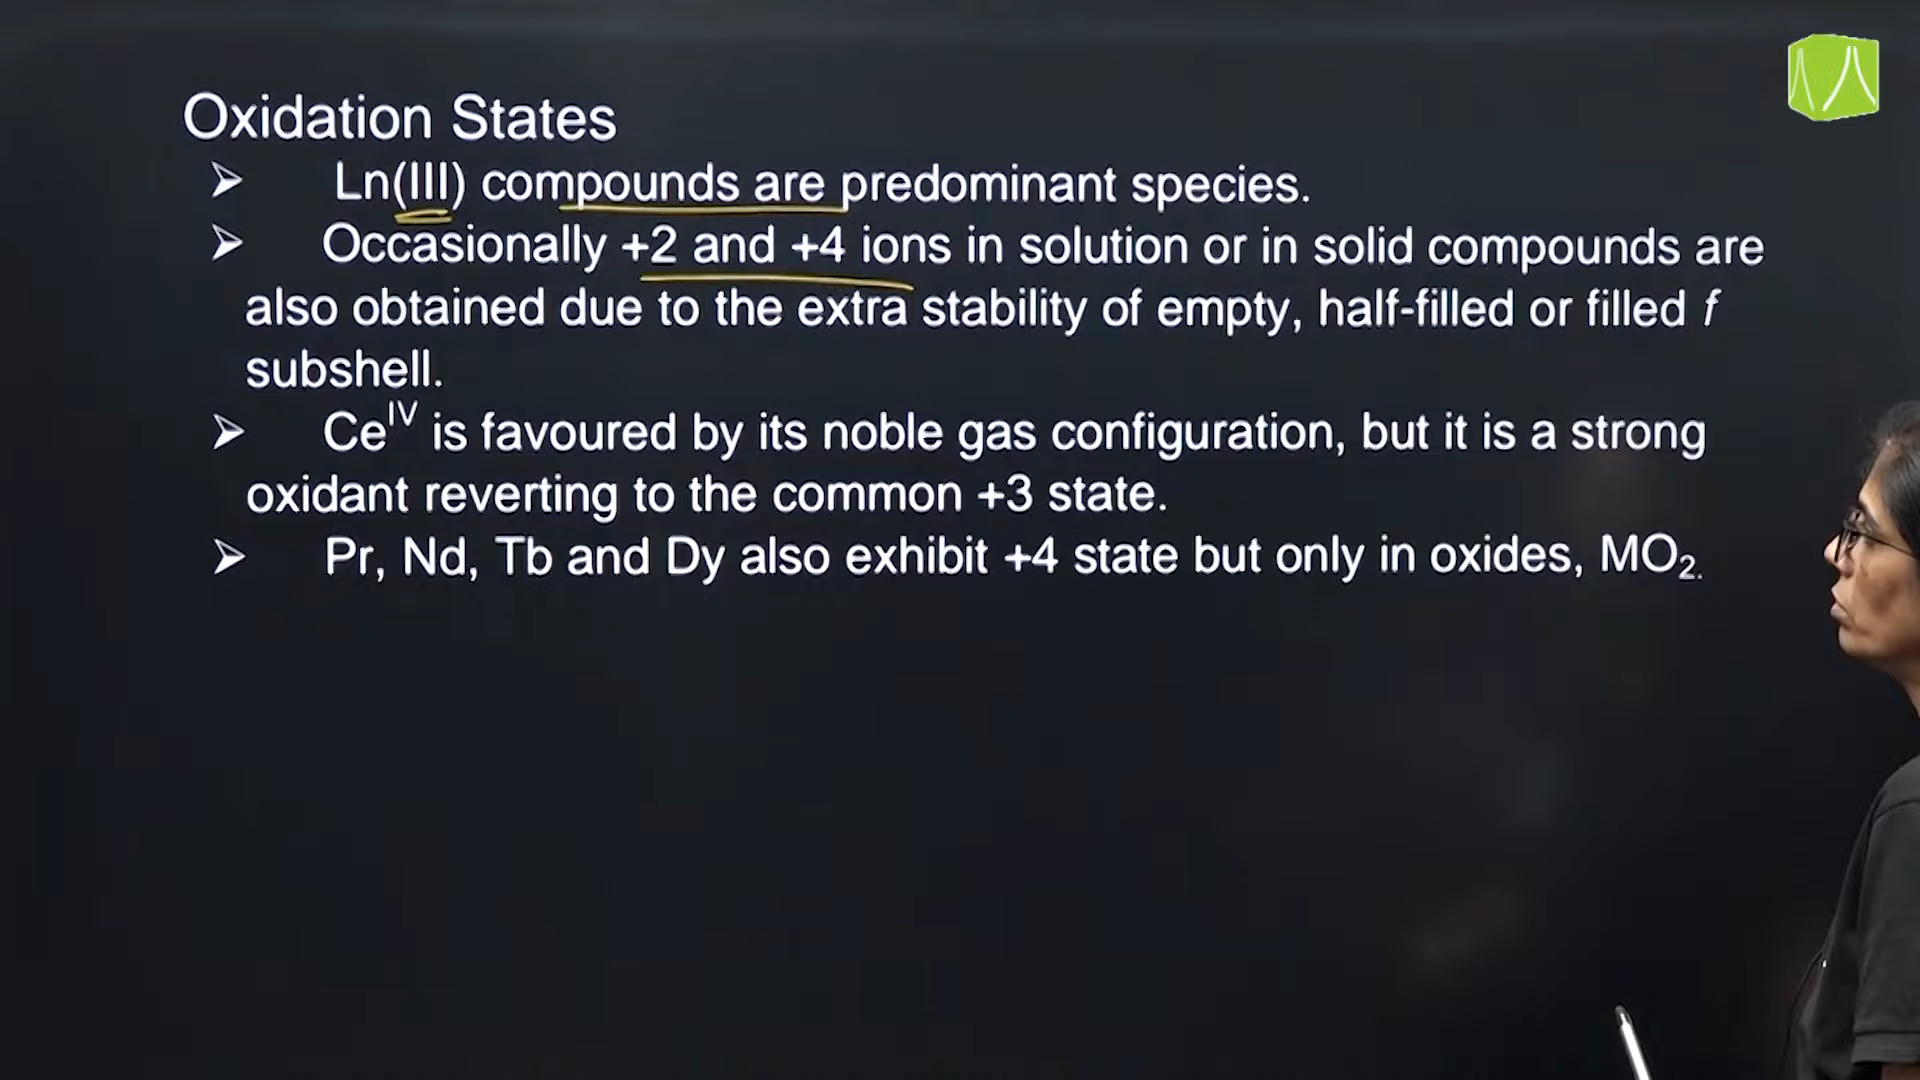 Oxidation States
➢ Ln(III) compounds are predominant species.
➢ Occasionally +2 and +4 ions in solution or in solid compounds are
also obtained due to the extra stability of empty, half-filled or filled f
subshell.
➢ Ce^IV is favoured by its noble gas configuration, but it is a strong
oxidant reverting to the common +3 state.
➢ Pr, Nd, Tb and Dy also exhibit +4 state but only in oxides, MO₂.